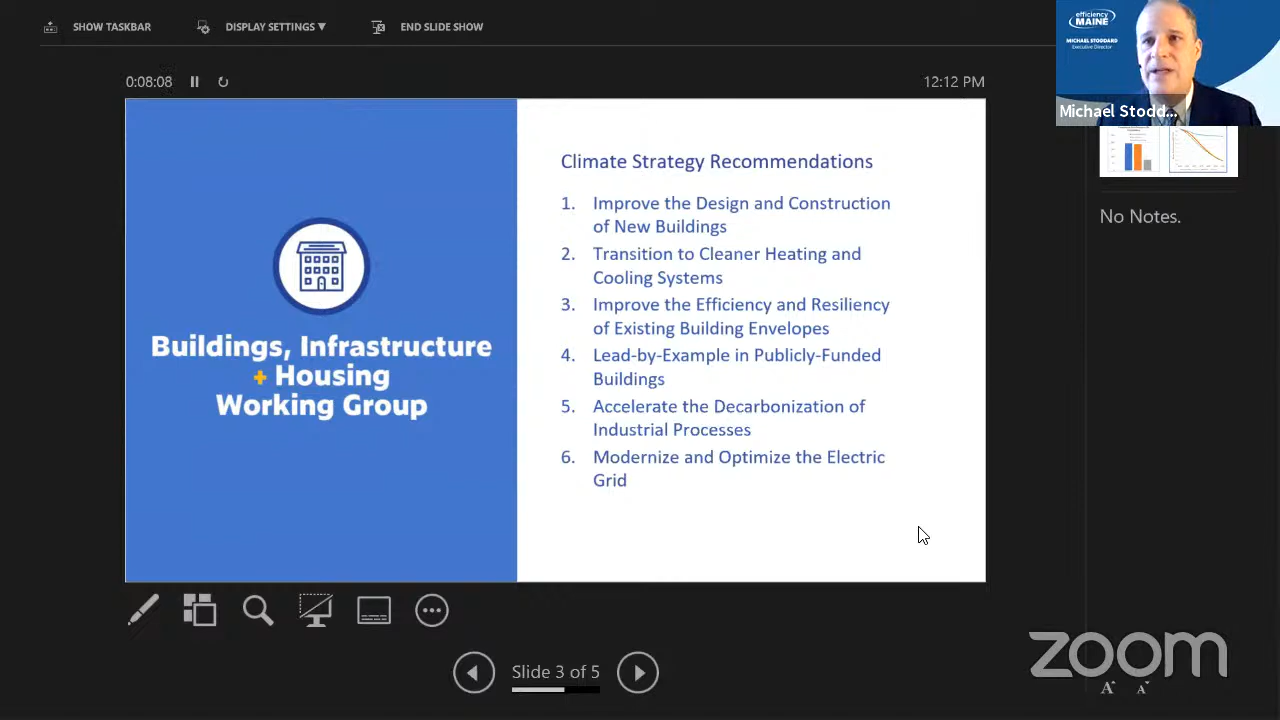 SHOW TASKBAR
DISPLAY SETTINGS ▼
END SLIDE SHOW
efficiency
MAINE
MICHAEL STODDARD
Executive Director
Michael Stodd...
0:08:08
12:12 PM
Climate Strategy Recommendations
1. Improve the Design and Construction
of New Buildings
2. Transition to Cleaner Heating and
Cooling Systems
3. Improve the Efficiency and Resiliency
of Existing Building Envelopes
4. Lead-by-Example in Publicly-Funded
Buildings
5. Accelerate the Decarbonization of
Industrial Processes
6. Modernize and Optimize the Electric
Grid
Buildings, Infrastructure
+ Housing
Working Group
No Notes.
Slide 3 of 5
zoom
A A